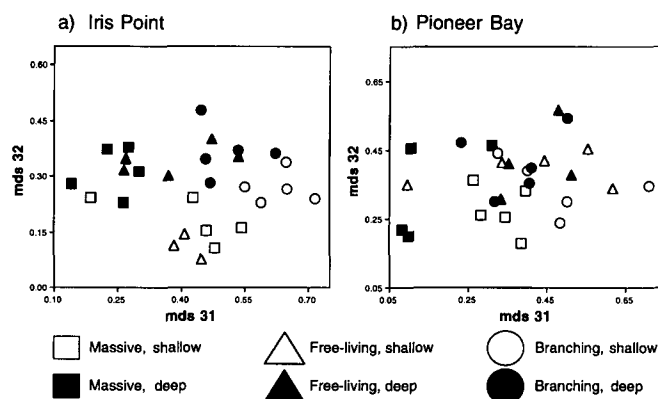 a) Iris Point
b) Pioneer Bay
0.60
0.45
0.30
0.15
0.00
mds 32
0.10
0.25
0.40
0.55
0.70
mds 31
0.75
0.65
0.45
0.25
0.05
mds 32
0.05
0.25
0.45
0.65
mds 31
Massive, shallow
Free-living, shallow
Branching, shallow
Massive, deep
Free-living, deep
Branching, deep